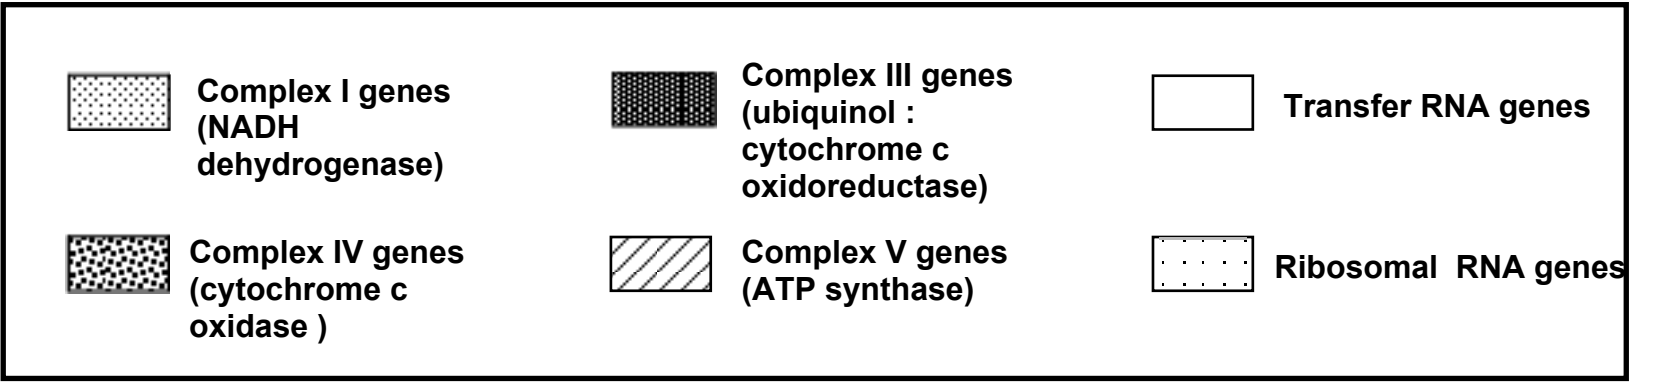 Complex I genes
(NADH
dehydrogenase)
Complex III genes
(ubiquinol :
cytochrome c
oxidoreductase)
Transfer RNA genes
Complex IV genes
(cytochrome c
oxidase )
Complex V genes
(ATP synthase)
Ribosomal  RNA genes